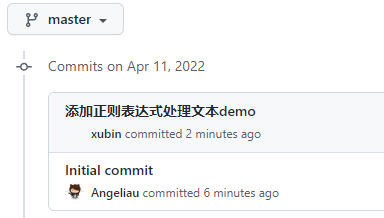 master
Commits on Apr 11, 2022
添加正则表达式处理文本demo
xubin committed 2 minutes ago
Initial commit
Angeliau committed 6 minutes ago